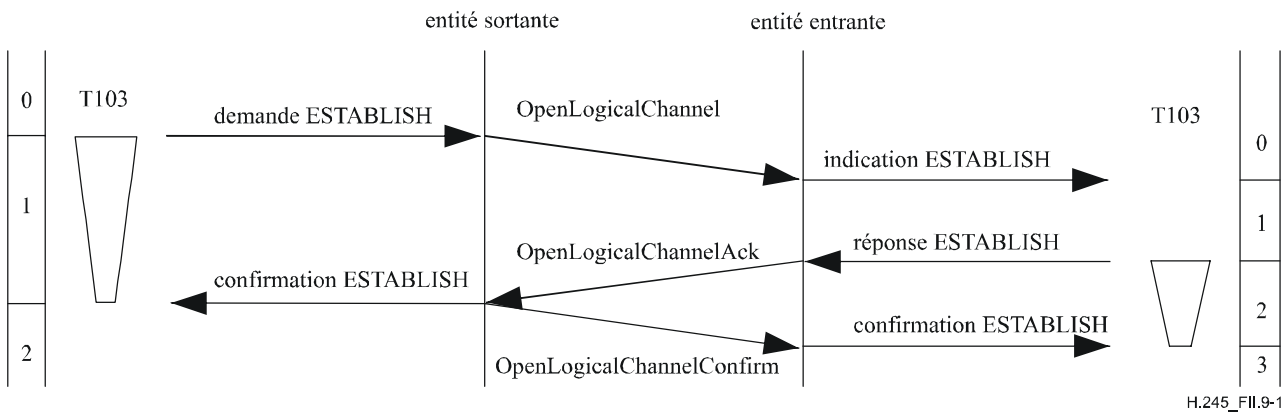 entité sortante
entité entrante
0
T103
demande ESTABLISH
OpenLogicalChannel
T103
0
indication ESTABLISH
1
1
OpenLogicalChannelAck
réponse ESTABLISH
confirmation ESTABLISH
2
confirmation ESTABLISH
2
OpenLogicalChannelConfirm
3
H.245_FII.9-1